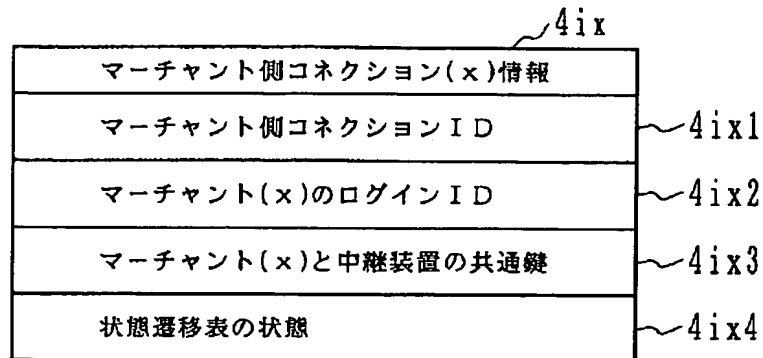 4ix
マーチャント側コネクション(x)情報
マーチャント側コネクションＩＤ 4ix1
マーチャント(x)のログインＩＤ 4ix2
マーチャント(x)と中継装置の共通鍵 4ix3
状態遷移表の状態 4ix4